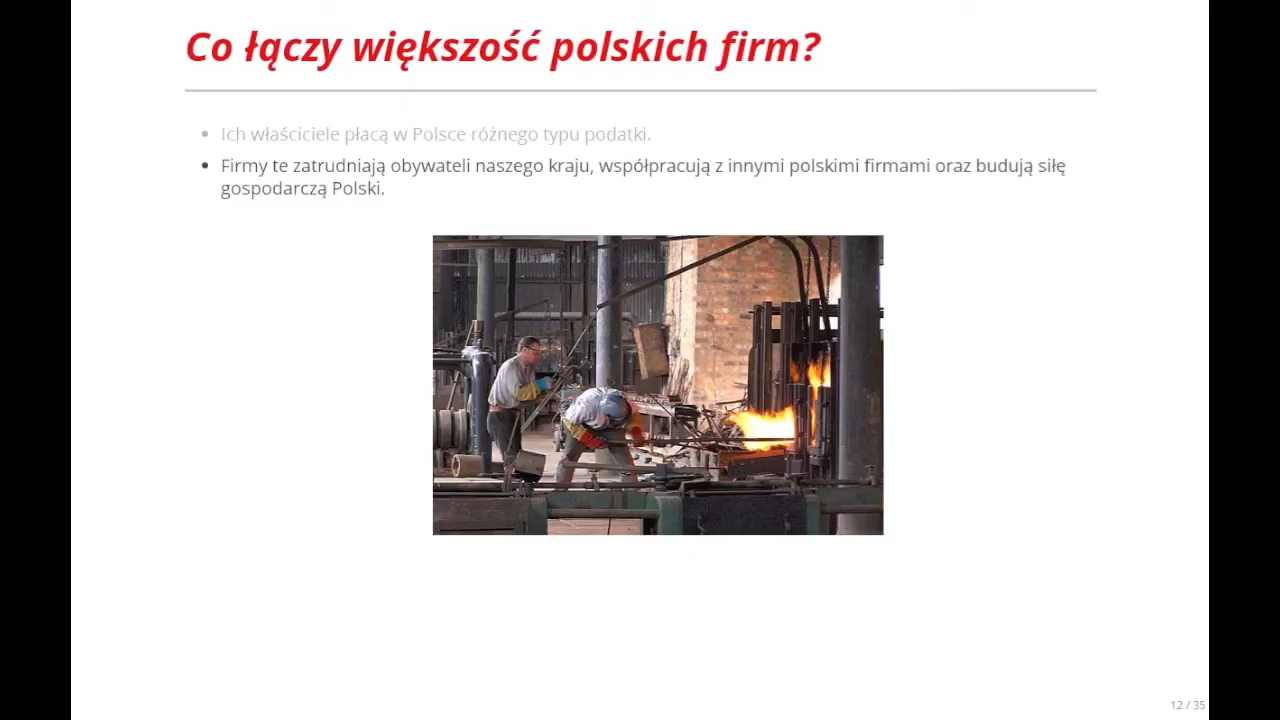 Co łączy większość polskich firm?
• Ich właściciele płacą w Polsce różnego typu podatki.
• Firmy te zatrudniają obywateli naszego kraju, współpracują z innymi polskimi firmami oraz budują siłę
gospodarczą Polski.
12 / 35